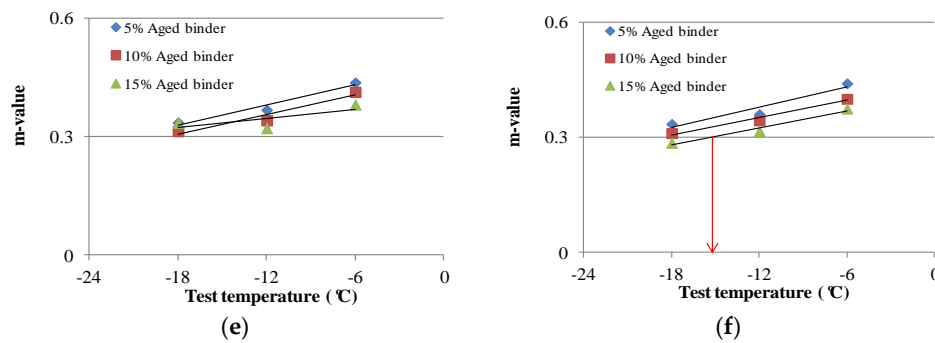 0.6
5% Aged binder
10% Aged binder
15% Aged binder
m-value
0.3
0
-24
-18
-12
-6
0
Test temperature (℃)
(e)
0.6
5% Aged binder
10% Aged binder
15% Aged binder
m-value
0.3
0
-24
-18
-12
-6
0
Test temperature (℃)
(f)